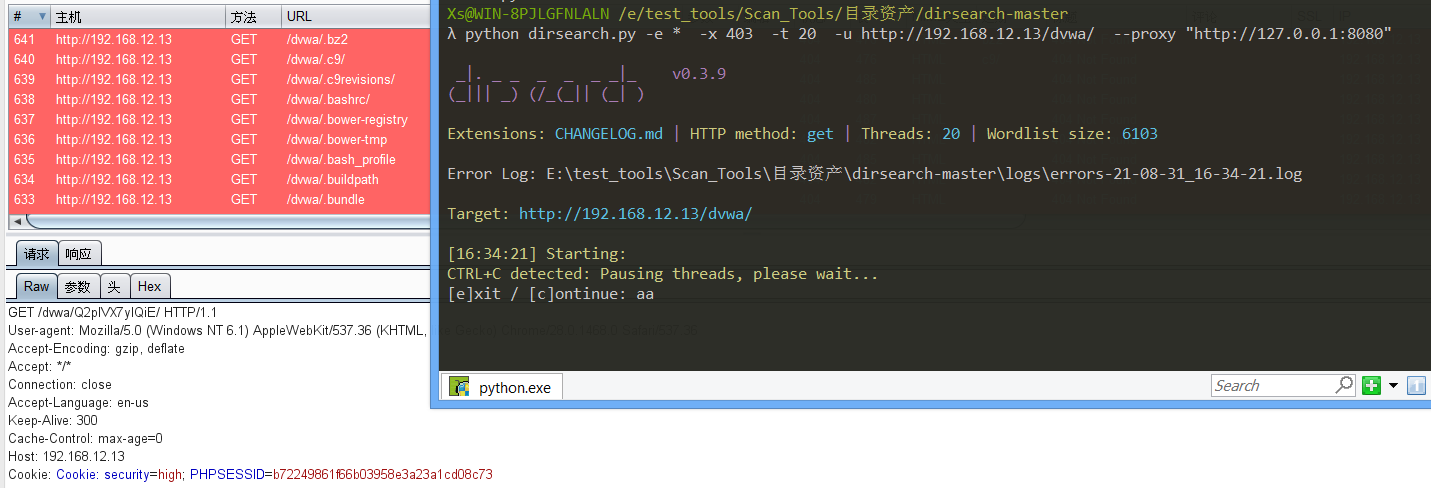 # 主机 方法 URL
641 http://192.168.12.13 GET /dvwa/.bz2
640 http://192.168.12.13 GET /dvwa/.c9/
639 http://192.168.12.13 GET /dvwa/.c9revisions/
638 http://192.168.12.13 GET /dvwa/.bashrc/
637 http://192.168.12.13 GET /dvwa/.bower-registry
636 http://192.168.12.13 GET /dvwa/.bower-tmp
635 http://192.168.12.13 GET /dvwa/.bash_profile
634 http://192.168.12.13 GET /dvwa/.buildpath
633 http://192.168.12.13 GET /dvwa/.bundle
请求 响应
Raw 参数 头 Hex
GET /dvwa/Q2plVX7ylQiE/ HTTP/1.1
User-agent: Mozilla/5.0 (Windows NT 6.1) AppleWebKit/537.36 (KHTML,
Accept-Encoding: gzip, deflate
Accept: */*
Connection: close
Accept-Language: en-us
Keep-Alive: 300
Cache-Control: max-age=0
Host: 192.168.12.13
Cookie: Cookie: security=high; PHPSESSID=b72249861f66b03958e3a23a1cd08c73
Xs@WIN-8PJLGFNLALN /e/test_tools/Scan_Tools/目录资产/dirsearch-master
λ python dirsearch.py -e *  -x 403  -t 20  -u http://192.168.12.13/dvwa/  --proxy "http://127.0.0.1:8080"
 _|. _ _  _  _  _ _|_    v0.3.9
(_||| _) (/_(_|| (_| )
Extensions: CHANGELOG.md | HTTP method: get | Threads: 20 | Wordlist size: 6103
Error Log: E:\test_tools\Scan_Tools\目录资产\dirsearch-master\logs\errors-21-08-31_16-34-21.log
Target: http://192.168.12.13/dvwa/
[16:34:21] Starting:
CTRL+C detected: Pausing threads, please wait...
[e]xit / [c]ontinue: aa
python.exe
Search
1